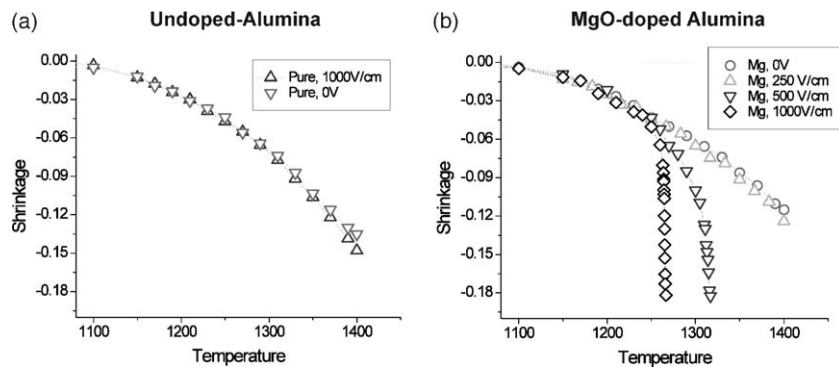 (a)
Undoped-Alumina
0.00
-0.03
-0.06
-0.09
-0.12
-0.15
-0.18
Shrinkage
Pure, 1000V/cm
Pure, 0V
1100
1200
1300
1400
Temperature
(b)
MgO-doped Alumina
0.00
-0.03
-0.06
-0.09
-0.12
-0.15
-0.18
Shrinkage
Mg, 0V
Mg, 250 V/cm
Mg, 500 V/cm
Mg, 1000V/cm
1100
1200
1300
1400
Temperature